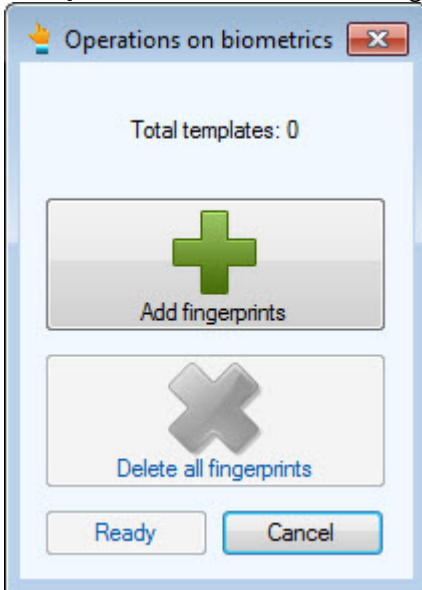 Operations on biometrics
Total templates: 0
Add fingerprints
Delete all fingerprints
Ready
Cancel